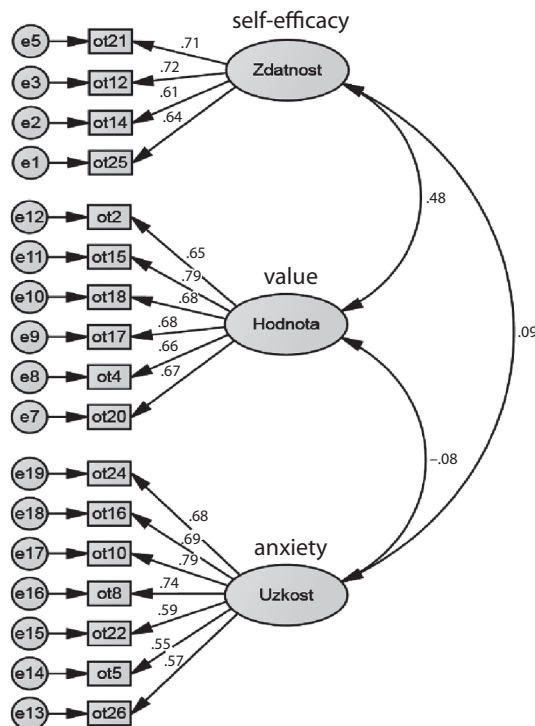 self-efficacy
e5 ot21 .71
Zdatnost
e3 ot12 .72
e2 ot14 .61
e1 ot25 .64
.48
e12 ot2 .65
e11 ot15 .79
value
e10 ot18 .68
Hodnota
e9 ot17 .68
.09
e8 ot4 .66
e7 ot20 .67
–.08
e19 ot24 .68
e18 ot16 .69
anxiety
e17 ot10 .79
e16 ot8 .74
Uzkost
e15 ot22 .59
e14 ot5 .55
e13 ot26 .57